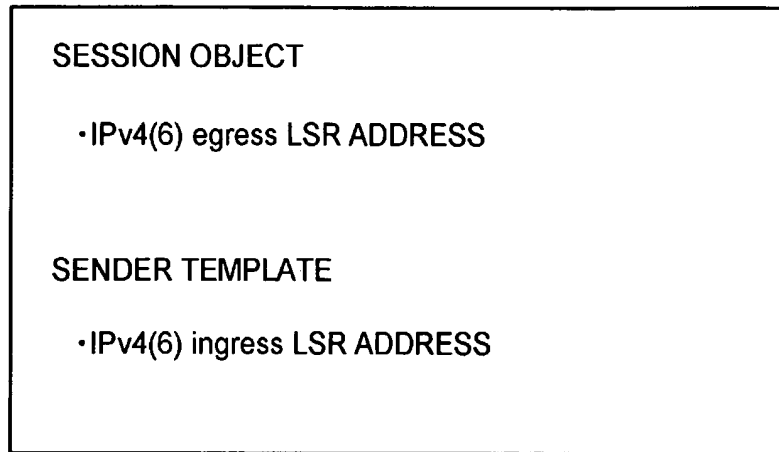 SESSION OBJECT
・IPv4(6) egress LSR ADDRESS
SENDER TEMPLATE
・IPv4(6) ingress LSR ADDRESS